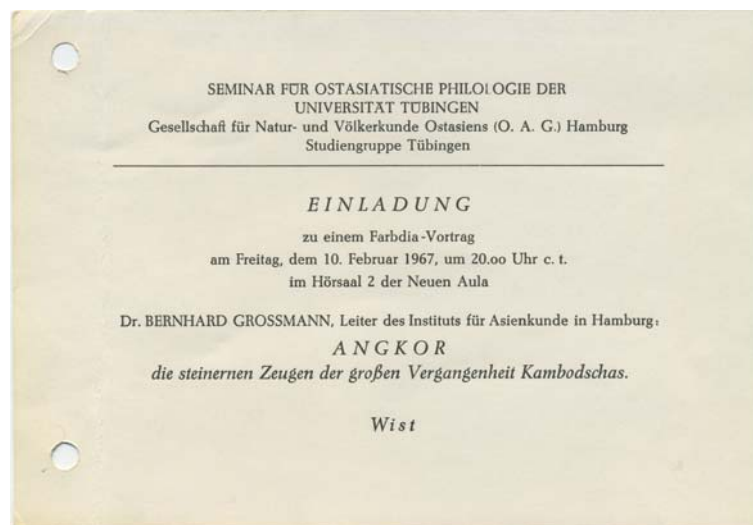 SEMINAR FÜR OSTASIATISCHE PHILOLOGIE DER
UNIVERSITÄT TÜBINGEN
Gesellschaft für Natur- und Völkerkunde Ostasiens (O. A. G.) Hamburg
Studiengruppe Tübingen
EINLADUNG
zu einem Farbdia-Vortrag
am Freitag, dem 10. Februar 1967, um 20.00 Uhr c. t.
im Hörsaal 2 der Neuen Aula
Dr. BERNHARD GROSSMANN, Leiter des Instituts für Asienkunde in Hamburg:
ANGKOR
die steinernen Zeugen der großen Vergangenheit Kambodschas.
Wist